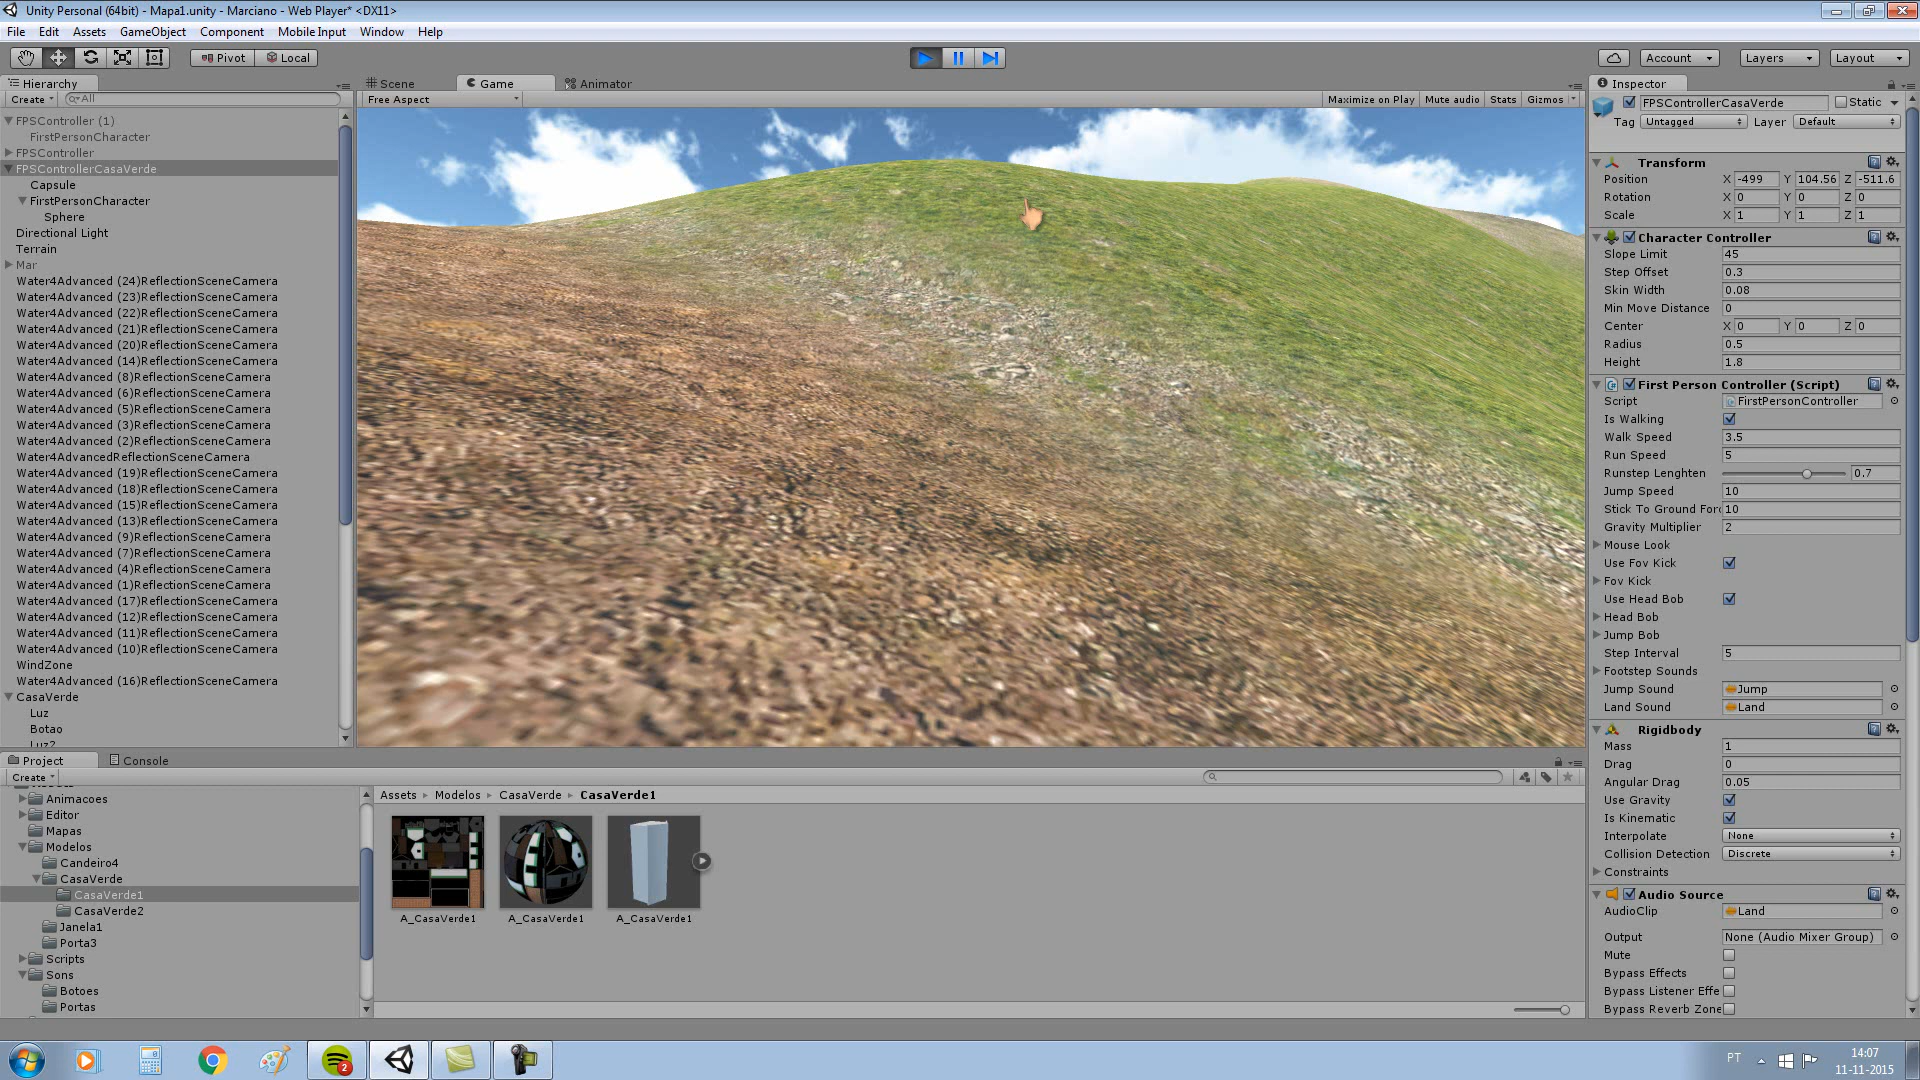 Unity Personal (64bit) - Mapa1.unity - Marciano - Web Player* <DX11>
File Edit Assets GameObject Component Mobile Input Window Help
Pivot Local Account Layers Layout
Hierarchy
Create All
FPSController (1)
FirstPersonCharacter
FPSController
FPSControllerCasaVerde
Capsule
FirstPersonCharacter
Sphere
Directional Light
Terrain
Mar
Water4Advanced (24)ReflectionSceneCamera
Water4Advanced (23)ReflectionSceneCamera
Water4Advanced (22)ReflectionSceneCamera
Water4Advanced (21)ReflectionSceneCamera
Water4Advanced (20)ReflectionSceneCamera
Water4Advanced (14)ReflectionSceneCamera
Water4Advanced (8)ReflectionSceneCamera
Water4Advanced (6)ReflectionSceneCamera
Water4Advanced (5)ReflectionSceneCamera
Water4Advanced (3)ReflectionSceneCamera
Water4Advanced (2)ReflectionSceneCamera
Water4AdvancedReflectionSceneCamera
Water4Advanced (19)ReflectionSceneCamera
Water4Advanced (18)ReflectionSceneCamera
Water4Advanced (15)ReflectionSceneCamera
Water4Advanced (13)ReflectionSceneCamera
Water4Advanced (9)ReflectionSceneCamera
Water4Advanced (7)ReflectionSceneCamera
Water4Advanced (4)ReflectionSceneCamera
Water4Advanced (1)ReflectionSceneCamera
Water4Advanced (17)ReflectionSceneCamera
Water4Advanced (12)ReflectionSceneCamera
Water4Advanced (11)ReflectionSceneCamera
Water4Advanced (10)ReflectionSceneCamera
WindZone
Water4Advanced (16)ReflectionSceneCamera
CasaVerde
Luz
Botao
Luz2
Scene Game Animator
Free Aspect Maximize on Play Mute audio Stats Gizmos
Inspector
FPSControllerCasaVerde Static
Tag Untagged Layer Default
Transform
Position X -499 Y 104.56 Z -511.6
Rotation X 0 Y 0 Z 0
Scale X 1 Y 1 Z 1
Character Controller
Slope Limit 45
Step Offset 0.3
Skin Width 0.08
Min Move Distance 0
Center X 0 Y 0 Z 0
Radius 0.5
Height 1.8
First Person Controller (Script)
Script FirstPersonController
Is Walking
Walk Speed 3.5
Run Speed 5
Runstep Lenghten 0.7
Jump Speed 10
Stick To Ground Forc 10
Gravity Multiplier 2
Mouse Look
Use Fov Kick
Fov Kick
Use Head Bob
Head Bob
Jump Bob
Step Interval 5
Footstep Sounds
Jump Sound Jump
Land Sound Land
Rigidbody
Mass 1
Drag 0
Angular Drag 0.05
Use Gravity
Is Kinematic
Interpolate None
Collision Detection Discrete
Constraints
Audio Source
AudioClip Land
Output None (Audio Mixer Group)
Mute
Bypass Effects
Bypass Listener Effe
Bypass Reverb Zone
Project Console
Create
Animacoes
Editor
Mapas
Modelos
Candeiro4
CasaVerde
CasaVerde1
CasaVerde2
Janela1
Porta3
Scripts
Sons
Botoes
Portas
Assets Modelos CasaVerde CasaVerde1
A_CasaVerde1 A_CasaVerde1 A_CasaVerde1
2
PT 14:07
11-11-2015